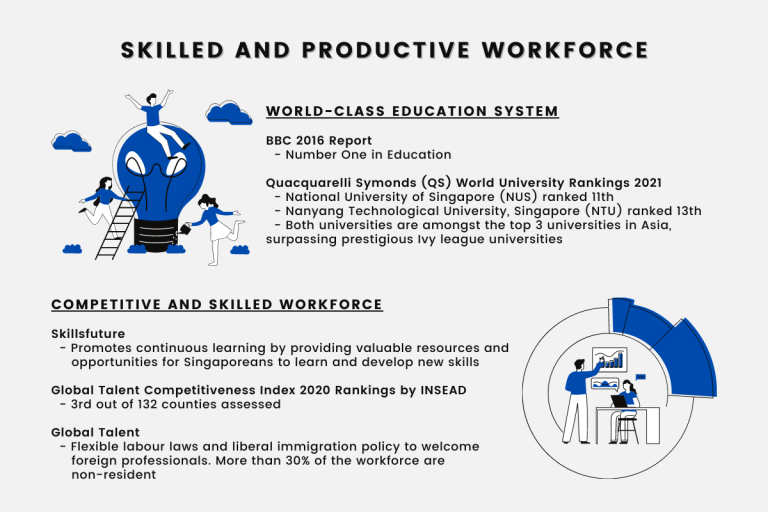 SKILLED AND PRODUCTIVE WORKFORCE
WORLD-CLASS EDUCATION SYSTEM
BBC 2016 Report
- Number One in Education
Quacquarelli Symonds (QS) World University Rankings 2021
- National University of Singapore (NUS) ranked 11th
- Nanyang Technological University, Singapore (NTU) ranked 13th
- Both universities are amongst the top 3 universities in Asia,
surpassing prestigious Ivy league universities
COMPETITIVE AND SKILLED WORKFORCE
Skillsfuture
- Promotes continuous learning by providing valuable resources and
opportunities for Singaporeans to learn and develop new skills
Global Talent Competitiveness Index 2020 Rankings by INSEAD
- 3rd out of 132 counties assessed
Global Talent
- Flexible labour laws and liberal immigration policy to welcome
foreign professionals. More than 30% of the workforce are
non-resident